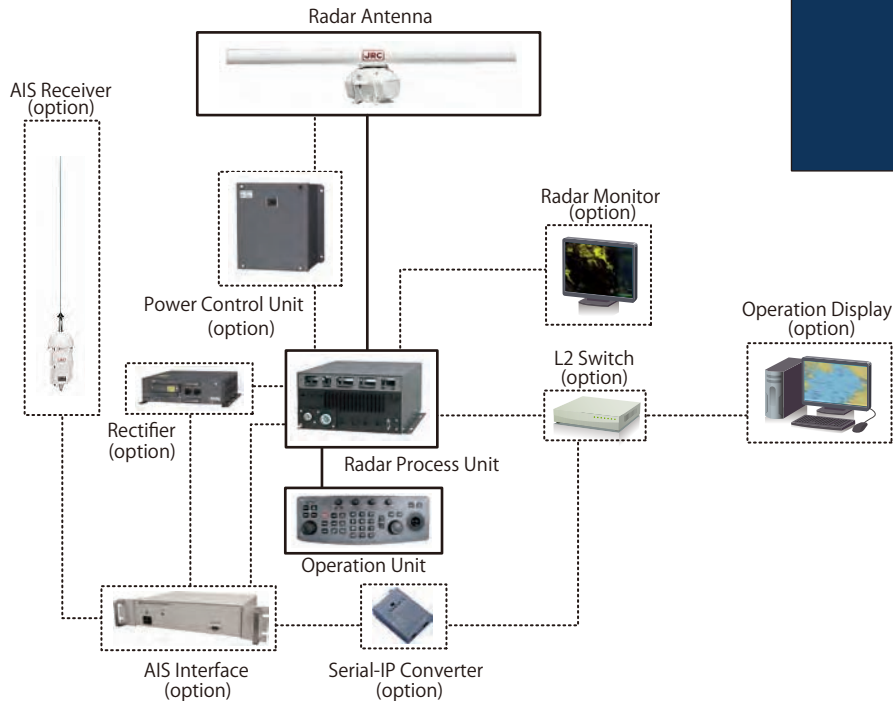 Radar Antenna
JRC
AIS Receiver
(option)
Power Control Unit
(option)
Radar Monitor
(option)
Operation Display
(option)
L2 Switch
(option)
Rectifier
(option)
Radar Process Unit
Operation Unit
AIS Interface
(option)
Serial-IP Converter
(option)